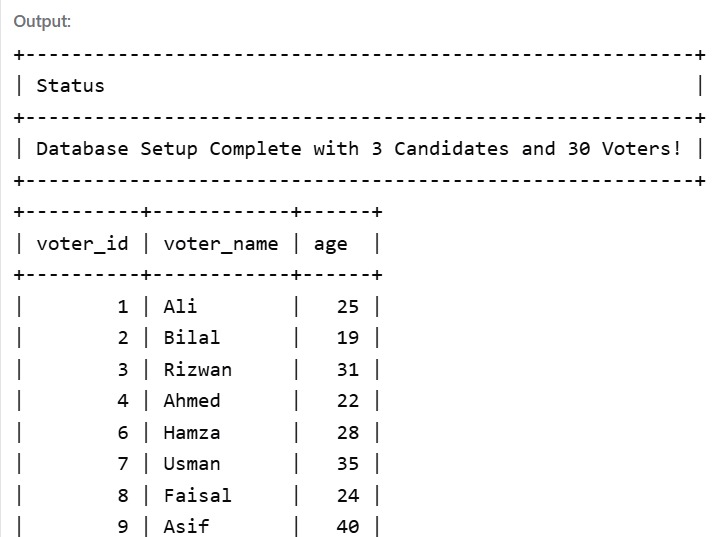 Output:
+----------------------------------------------------------+
| Status                                                   |
+----------------------------------------------------------+
| Database Setup Complete with 3 Candidates and 30 Voters! |
+----------------------------------------------------------+
+----------+------------+------+
| voter_id | voter_name | age  |
+----------+------------+------+
|        1 | Ali        |   25 |
|        2 | Bilal      |   19 |
|        3 | Rizwan     |   31 |
|        4 | Ahmed      |   22 |
|        6 | Hamza      |   28 |
|        7 | Usman      |   35 |
|        8 | Faisal     |   24 |
|        9 | Asif       |   40 |